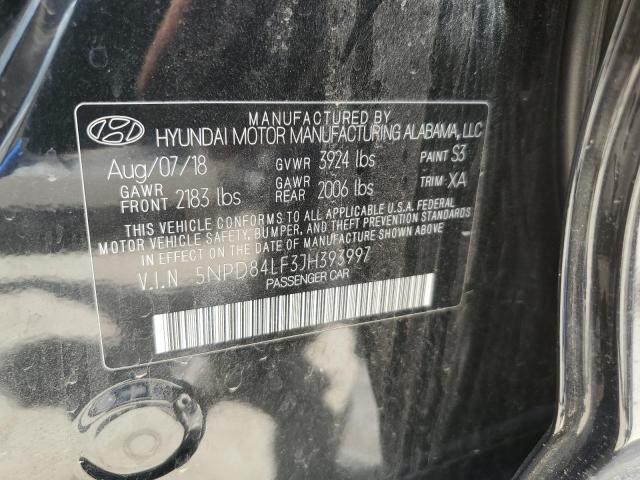 MANUFACTURED BY
HYUNDAI MOTOR MANUFACTURING ALABAMA, LLC
Aug/07/18 GVWR 3924 lbs PAINT S3
GAWR FRONT 2183 lbs GAWR REAR 2006 lbs TRIM XA
THIS VEHICLE CONFORMS TO ALL APPLICABLE U.S.A. FEDERAL
MOTOR VEHICLE SAFETY, BUMPER, AND THEFT PREVENTION STANDARDS
IN EFFECT ON THE DATE OF MANUFACTURE SHOWN ABOVE.
V.I.N 5NPD84LF3JH393997
PASSENGER CAR